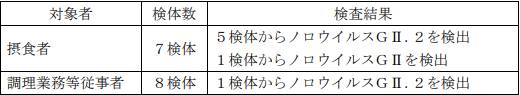 対象者 検体数 検査結果
摂食者 ７検体 ５検体からノロウイルスＧⅡ．２を検出
１検体からノロウイルスＧⅡを検出
調理業務等従事者 ８検体 １検体からノロウイルスＧⅡ．２を検出